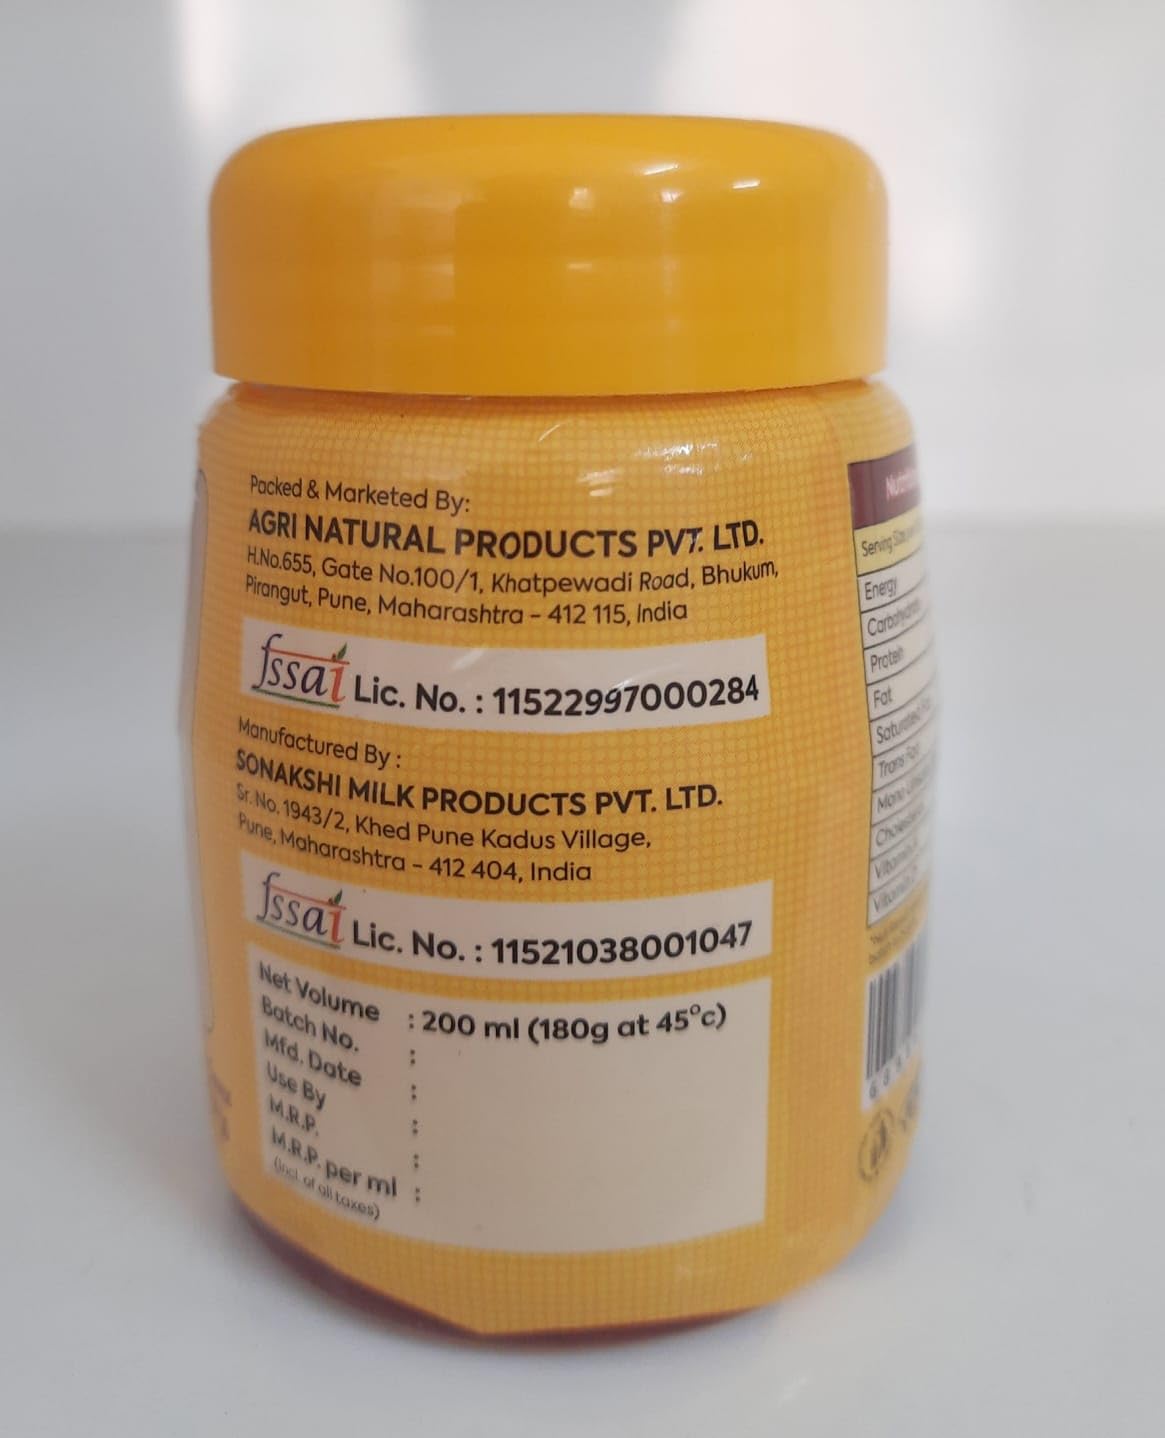 Packed & Marketed By:
AGRI NATURAL PRODUCTS PVT. LTD.
H.No.655, Gate No.100/1, Khatpewadi Road, Bhukum,
Pirangut, Pune, Maharashtra - 412 115, India
fssai Lic. No. : 11522997000284
Manufactured By :
SONAKSHI MILK PRODUCTS PVT. LTD.
Sr. No. 1943/2, Khed Pune Kadus Village,
Pune, Maharashtra - 412 404, India
fssai Lic. No. : 11521038001047
Net Volume : 200 ml (180g at 45°c)
Batch No. :
Mfd. Date :
Use By :
M.R.P. :
M.R.P. per ml :
(incl. of all taxes)
Serving
Energy
Protein
Fat